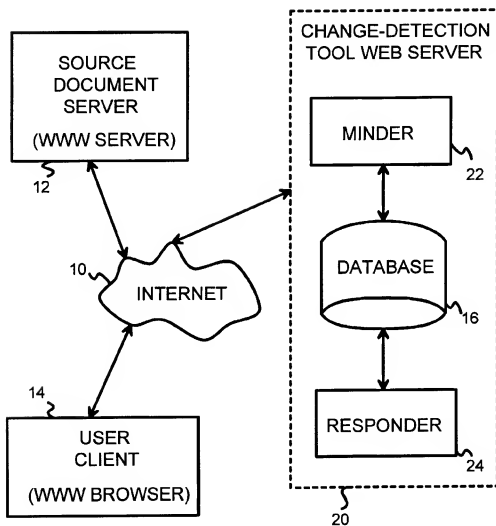 SOURCE
DOCUMENT
SERVER
(WWW SERVER)
12
CHANGE-DETECTION
TOOL WEB SERVER
MINDER
22
10
INTERNET
DATABASE
16
14
USER
CLIENT
(WWW BROWSER)
RESPONDER
24
20